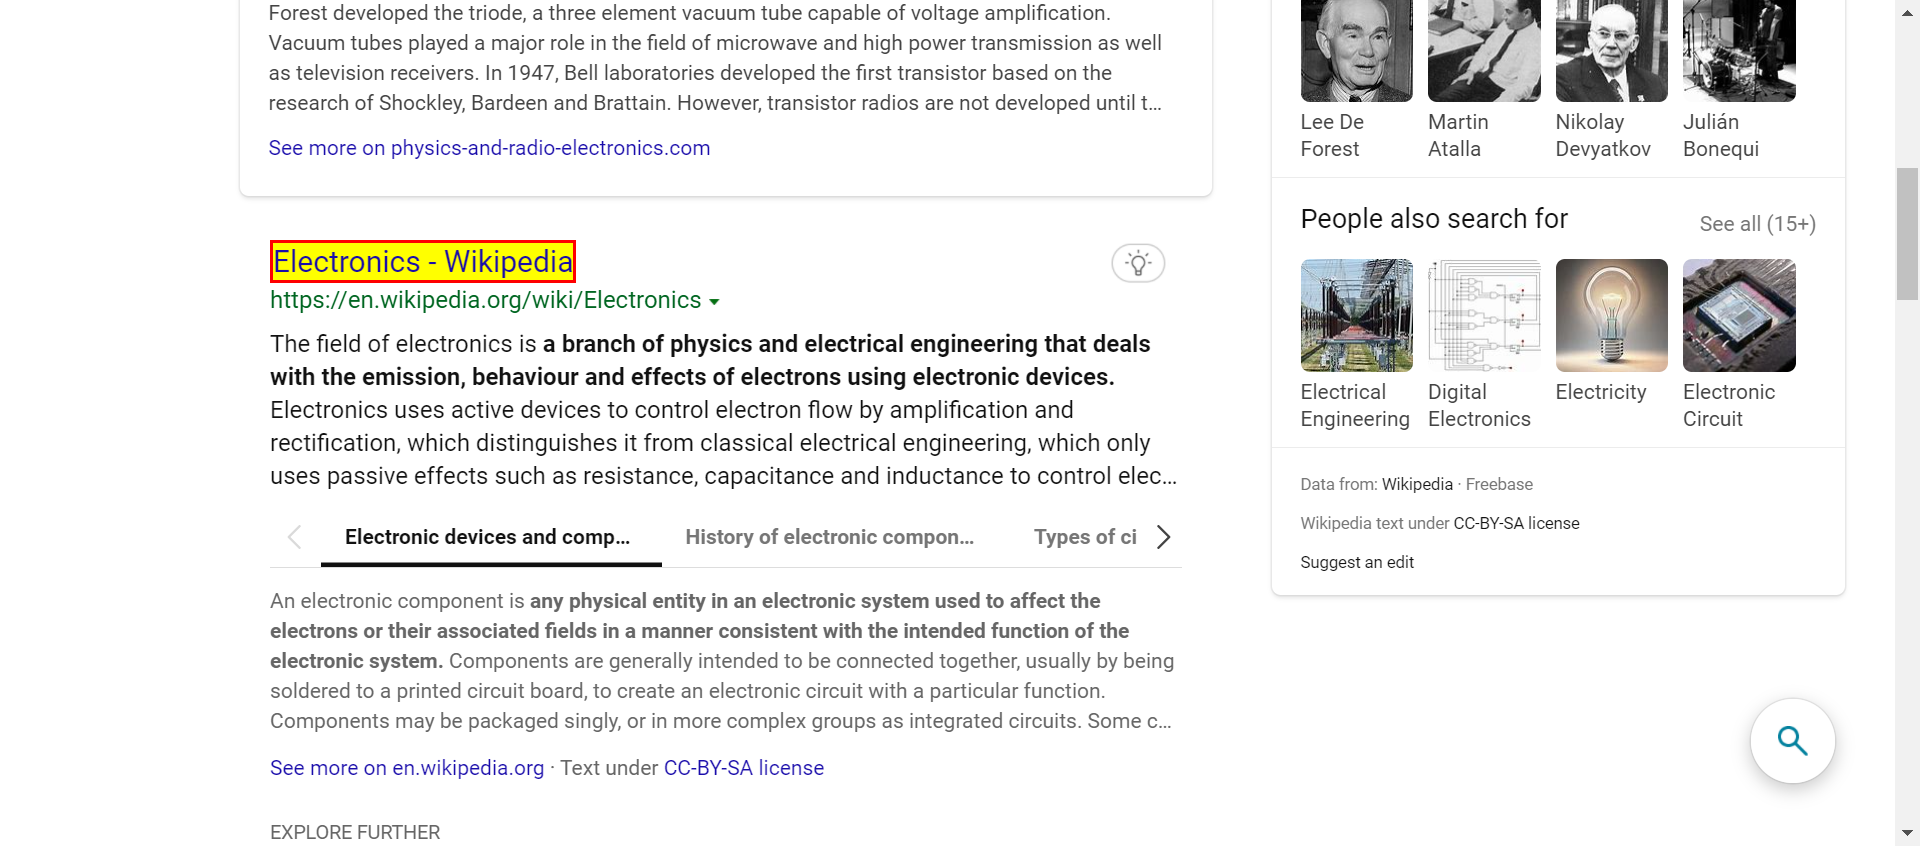 Forest developed the triode, a three element vacuum tube capable of voltage amplification.
Vacuum tubes played a major role in the field of microwave and high power transmission as well
as television receivers. In 1947, Bell laboratories developed the first transistor based on the
research of Shockley, Bardeen and Brattain. However, transistor radios are not developed until t...
See more on physics-and-radio-electronics.com
Electronics - Wikipedia
https://en.wikipedia.org/wiki/Electronics
The field of electronics is a branch of physics and electrical engineering that deals
with the emission, behaviour and effects of electrons using electronic devices.
Electronics uses active devices to control electron flow by amplification and
rectification, which distinguishes it from classical electrical engineering, which only
uses passive effects such as resistance, capacitance and inductance to control elec...
Electronic devices and comp...
History of electronic compon...
Types of ci
An electronic component is any physical entity in an electronic system used to affect the
electrons or their associated fields in a manner consistent with the intended function of the
electronic system. Components are generally intended to be connected together, usually by being
soldered to a printed circuit board, to create an electronic circuit with a particular function.
Components may be packaged singly, or in more complex groups as integrated circuits. Some c...
See more on en.wikipedia.org · Text under CC-BY-SA license
EXPLORE FURTHER
Lee De
Forest
Martin
Atalla
Nikolay
Devyatkov
Julián
Bonequi
People also search for
See all (15+)
Electrical
Engineering
Digital
Electronics
Electricity
Electronic
Circuit
Data from: Wikipedia · Freebase
Wikipedia text under CC-BY-SA license
Suggest an edit